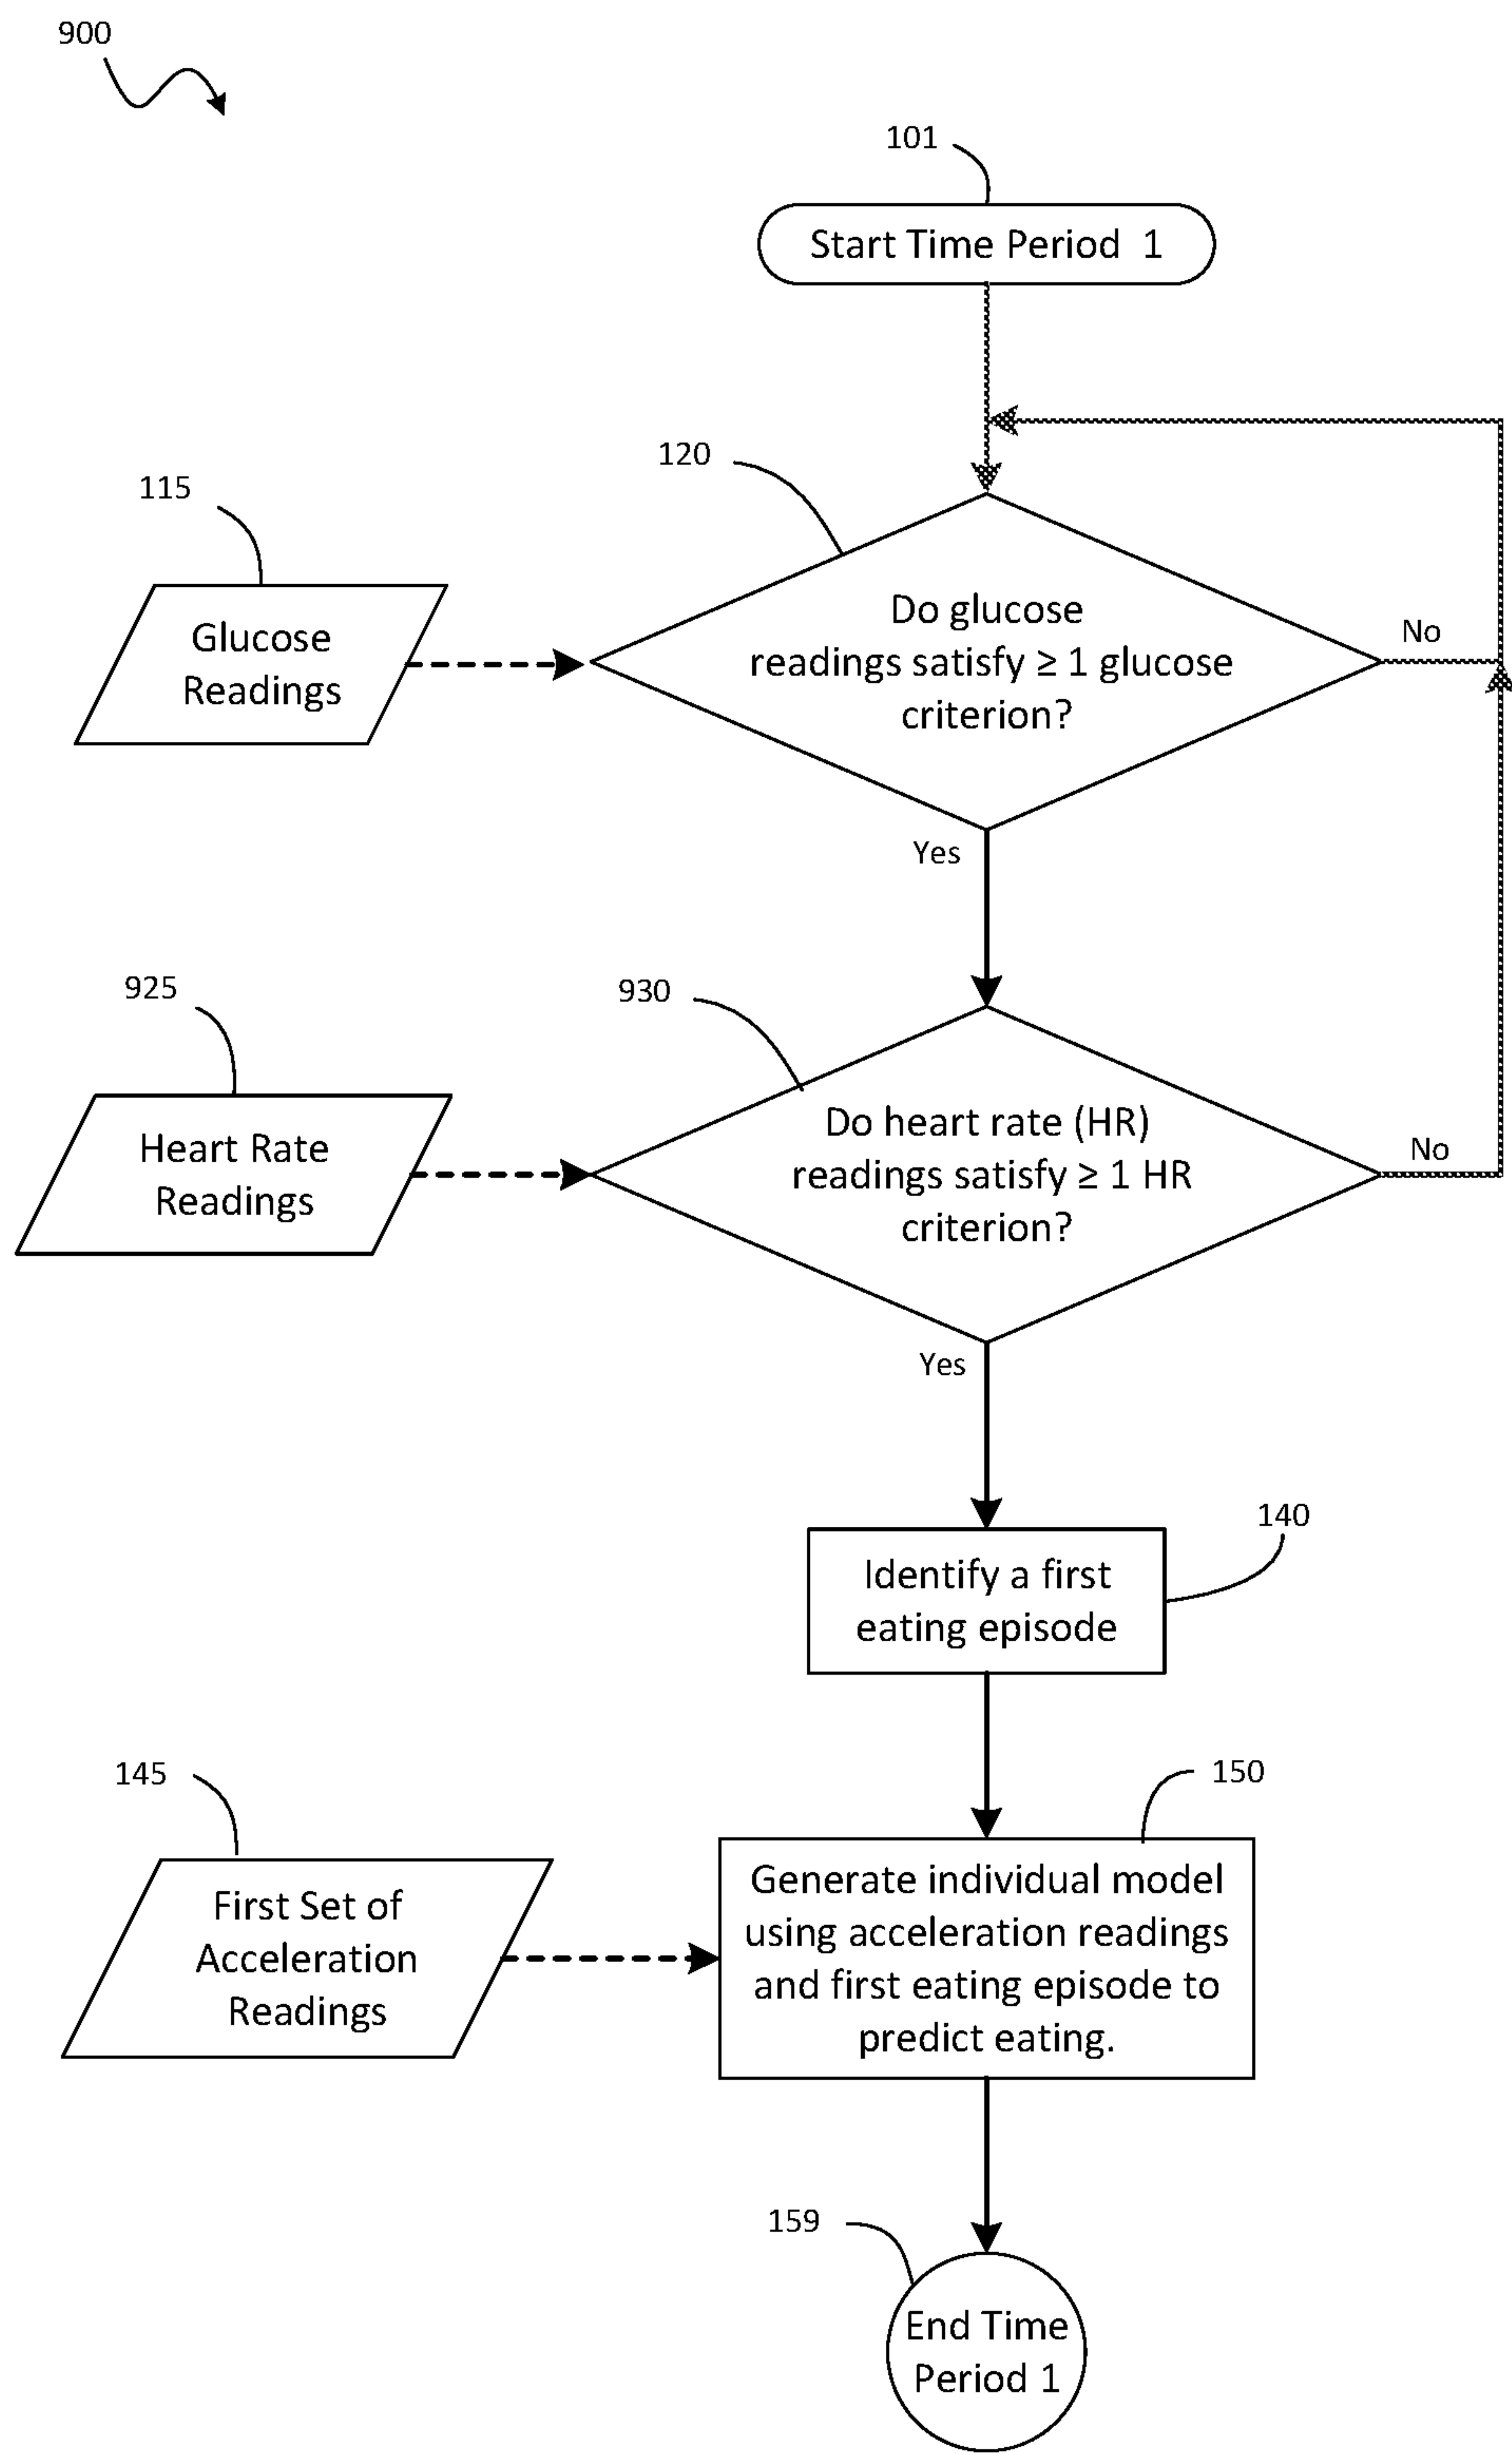 900
101
Start Time Period 1
120
115
Do glucose
readings satisfy ≥ 1 glucose
criterion?
Glucose
Readings
No
Yes
925
930
Heart Rate
Readings
Do heart rate (HR)
readings satisfy ≥ 1 HR
criterion?
No
Yes
140
Identify a first
eating episode
145
150
First Set of
Acceleration
Readings
Generate individual model
using acceleration readings
and first eating episode to
predict eating.
159
End Time
Period 1